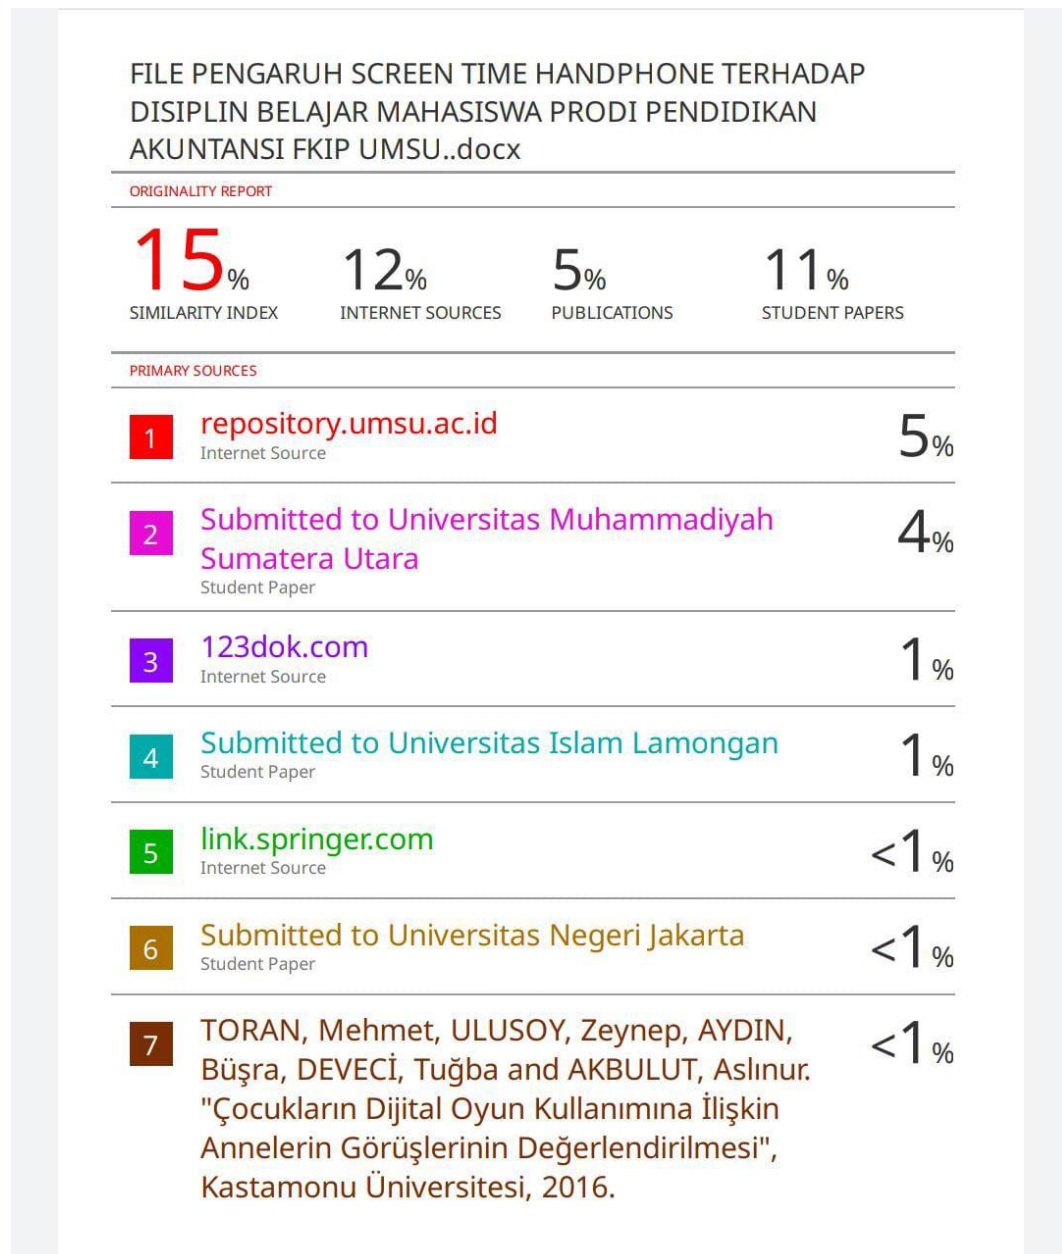 FILE PENGARUH SCREEN TIME HANDPHONE TERHADAP
DISIPLIN BELAJAR MAHASISWA PRODI PENDIDIKAN
AKUNTANSI FKIP UMSU..docx
ORIGINALITY REPORT
15% 12% 5% 11%
SIMILARITY INDEX INTERNET SOURCES PUBLICATIONS STUDENT PAPERS
PRIMARY SOURCES
1 repository.umsu.ac.id 5%
Internet Source
2 Submitted to Universitas Muhammadiyah 4%
Sumatera Utara
Student Paper
3 123dok.com 1%
Internet Source
4 Submitted to Universitas Islam Lamongan 1%
Student Paper
5 link.springer.com <1%
Internet Source
6 Submitted to Universitas Negeri Jakarta <1%
Student Paper
7 TORAN, Mehmet, ULUSOY, Zeynep, AYDIN, <1%
Büşra, DEVECİ, Tuğba and AKBULUT, Aslınur.
"Çocukların Dijital Oyun Kullanımına İlişkin
Annelerin Görüşlerinin Değerlendirilmesi",
Kastamonu Üniversitesi, 2016.